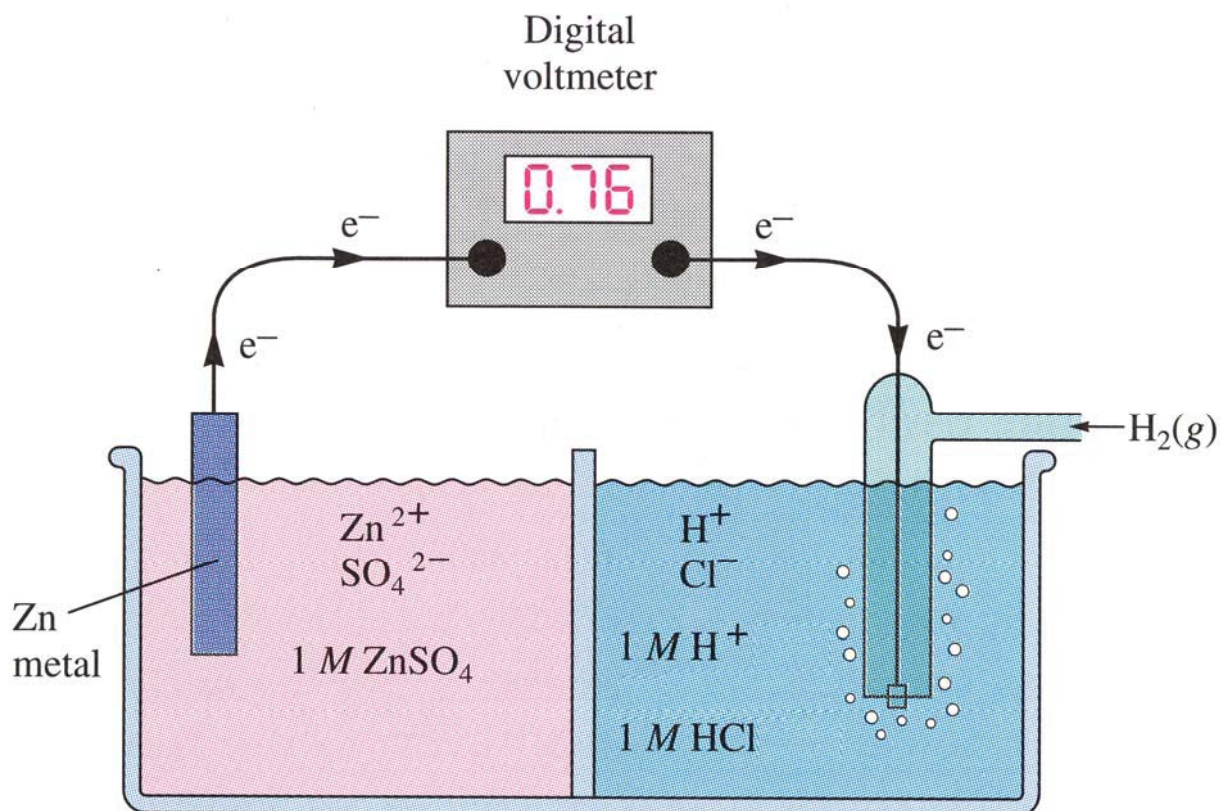 Digital
voltmeter
0.76
e⁻
e⁻
e⁻
e⁻
H₂(g)
Zn²⁺
SO₄²⁻
1 M ZnSO₄
H⁺
Cl⁻
1 M H⁺
1 M HCl
Zn
metal